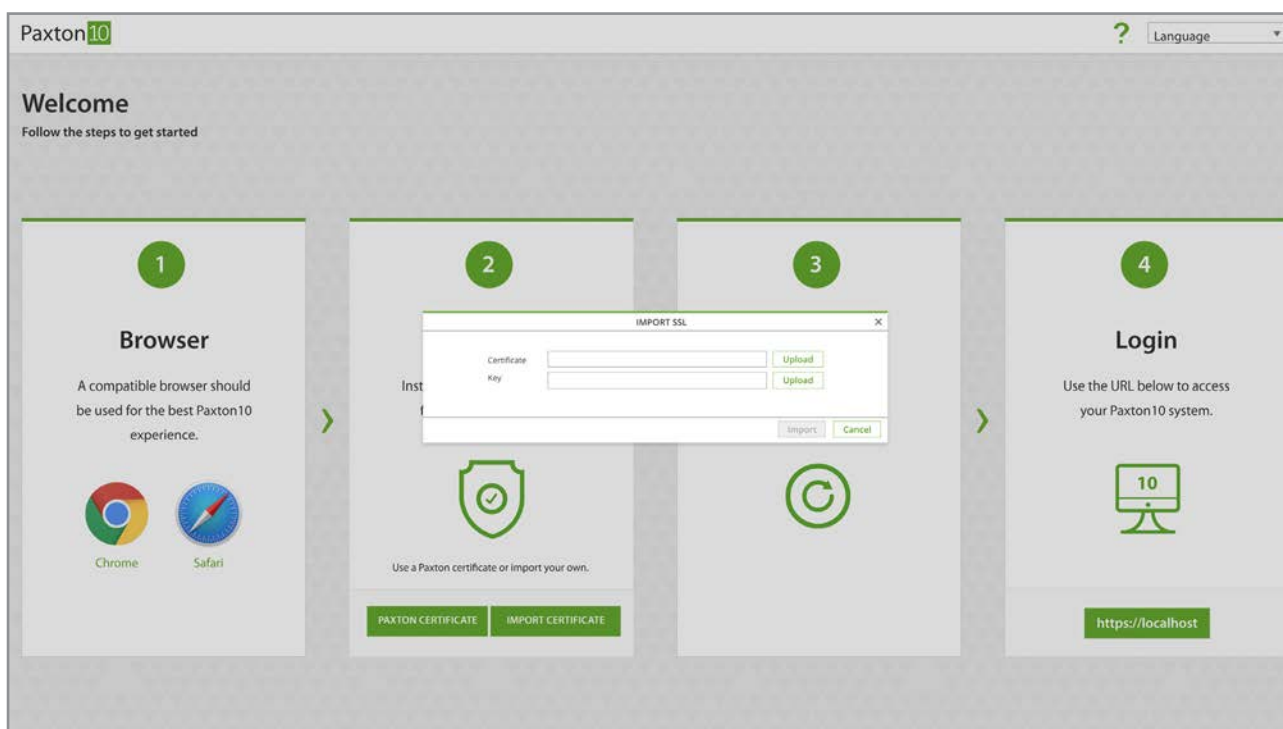 Paxton10
?
Language
Welcome
Follow the steps to get started
1
Browser
A compatible browser should
be used for the best Paxton10
experience.
Chrome
Safari
2
Inst
f
Use a Paxton certificate or import your own.
PAXTON CERTIFICATE
IMPORT CERTIFICATE
3
IMPORT SSL
Certificate
Upload
Key
Upload
Import
Cancel
4
Login
Use the URL below to access
your Paxton10 system.
10
https://localhost